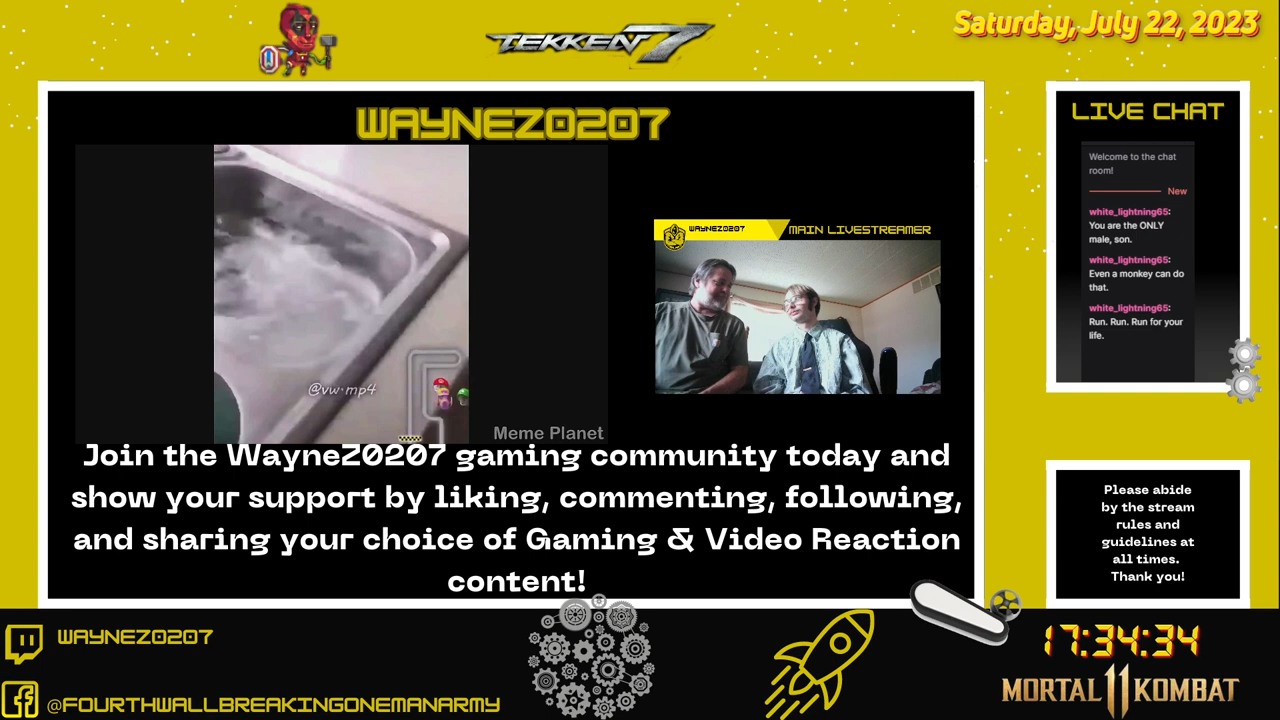 TEKKEN 7
Saturday, July 22, 2023
WAYNEZ0207
LIVE CHAT
Welcome to the chat
room!
New
white_lightning65:
You are the ONLY
male, son.
white_lightning65:
Even a monkey can do
that.
white_lightning65:
Run. Run. Run for your
life.
WAYNEZ0207
MAIN LIVESTREAMER
@vw·mp4
Meme Planet
Join the WayneZ0207 gaming community today and
show your support by liking, commenting, following,
and sharing your choice of Gaming & Video Reaction
content!
Please abide
by the stream
rules and
guidelines at
all times.
Thank you!
WAYNEZ0207
@FOURTHWALLBREAKINGONEMANARMY
17:34:34
MORTAL KOMBAT 11